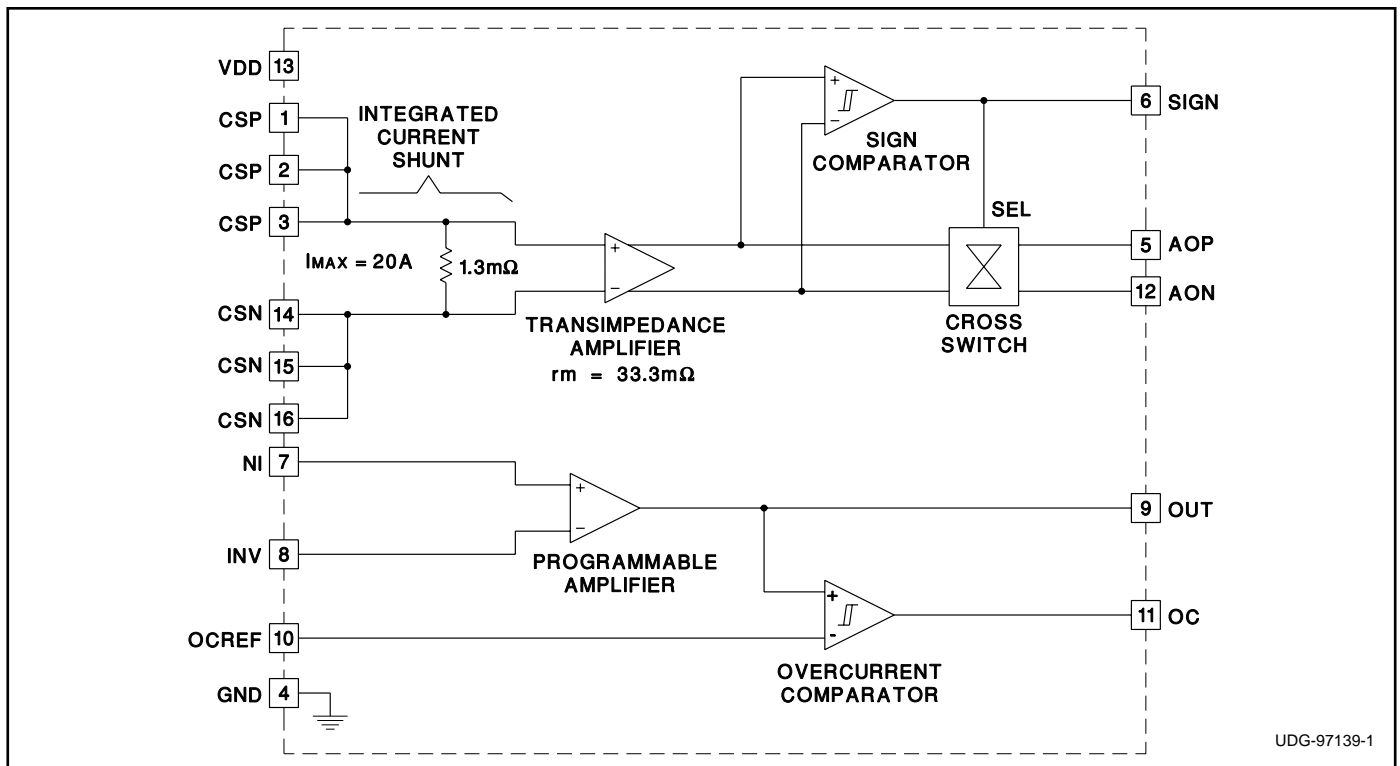 VDD 13
CSP 1
CSP 2
CSP 3
CSN 14
CSN 15
CSN 16
NI 7
INV 8
OCREF 10
GND 4
INTEGRATED
CURRENT
SHUNT
IMAX = 20A
1.3mΩ
+
−
TRANSIMPEDANCE
AMPLIFIER
rm = 33.3mΩ
+
−
SIGN
COMPARATOR
SEL
CROSS
SWITCH
+
−
PROGRAMMABLE
AMPLIFIER
+
-
OVERCURRENT
COMPARATOR
6 SIGN
5 AOP
12 AON
9 OUT
11 OC
UDG-97139-1